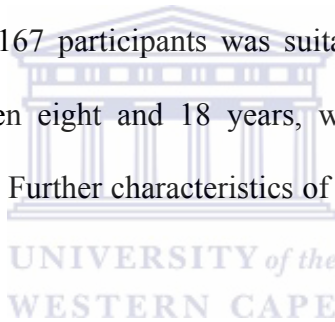 167 participants was suita
en eight and 18 years, w
Further characteristics of
UNIVERSITY of the
WESTERN CAPE